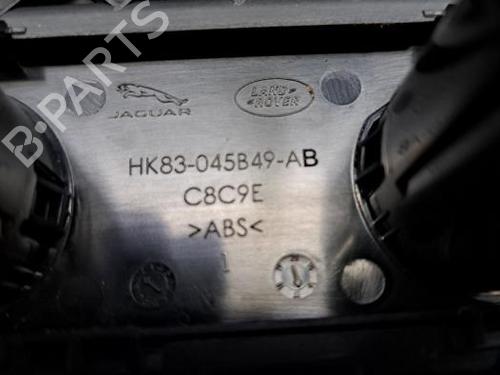 JAGUAR
LAND-
ROVER
HK83-045B49-AB
C8C9E
>ABS<
1
B-PARTS